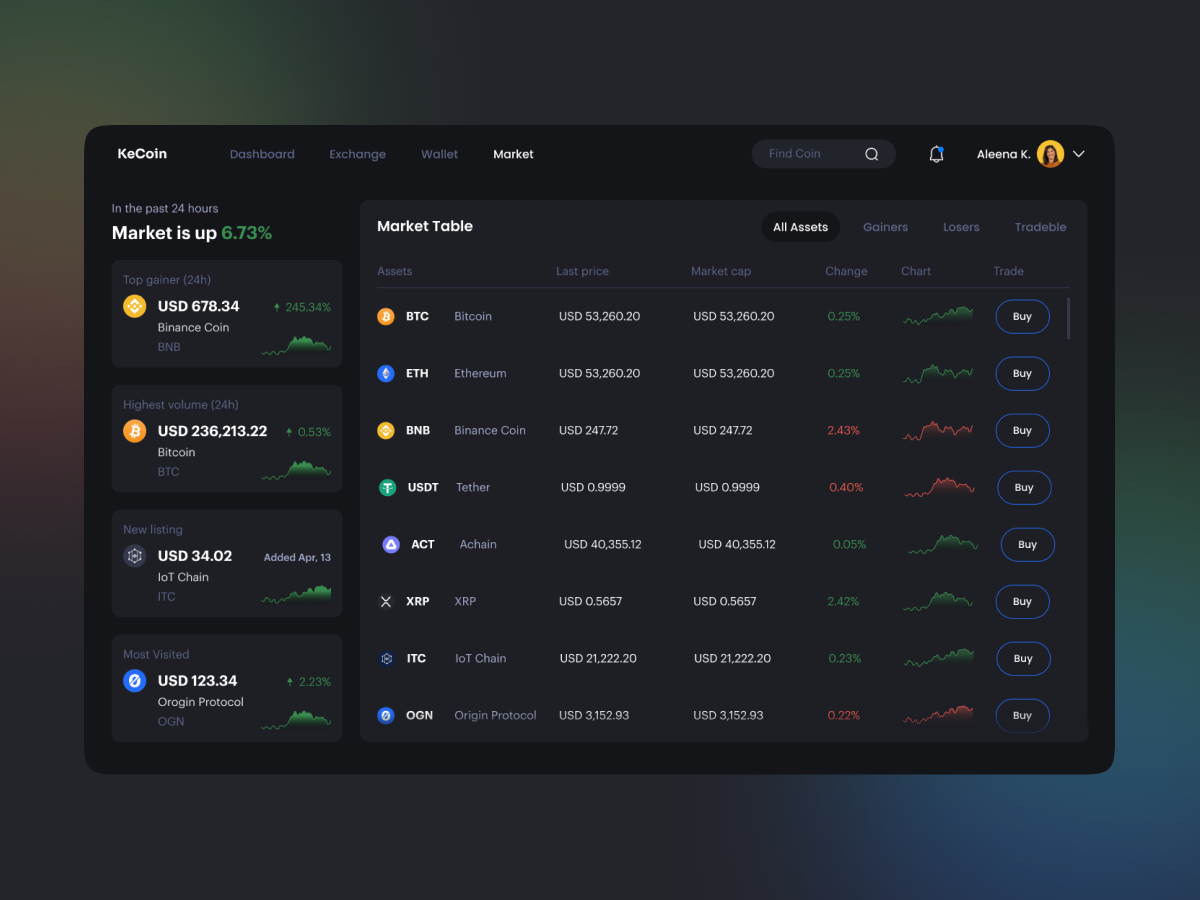 KeCoin Dashboard Exchange Wallet Market Find Coin Aleena K.
In the past 24 hours
Market is up 6.73%
Top gainer (24h)
USD 678.34 245.34%
Binance Coin
BNB
Highest volume (24h)
USD 236,213.22 0.53%
Bitcoin
BTC
New listing
USD 34.02 Added Apr, 13
IoT Chain
ITC
Most Visited
USD 123.34 2.23%
Orogin Protocol
OGN
Market Table All Assets Gainers Losers Tradeble
Assets Last price Market cap Change Chart Trade
BTC Bitcoin USD 53,260.20 USD 53,260.20 0.25% Buy
ETH Ethereum USD 53,260.20 USD 53,260.20 0.25% Buy
BNB Binance Coin USD 247.72 USD 247.72 2.43% Buy
USDT Tether USD 0.9999 USD 0.9999 0.40% Buy
ACT Achain USD 40,355.12 USD 40,355.12 0.05% Buy
XRP XRP USD 0.5657 USD 0.5657 2.42% Buy
ITC IoT Chain USD 21,222.20 USD 21,222.20 0.23% Buy
OGN Origin Protocol USD 3,152.93 USD 3,152.93 0.22% Buy